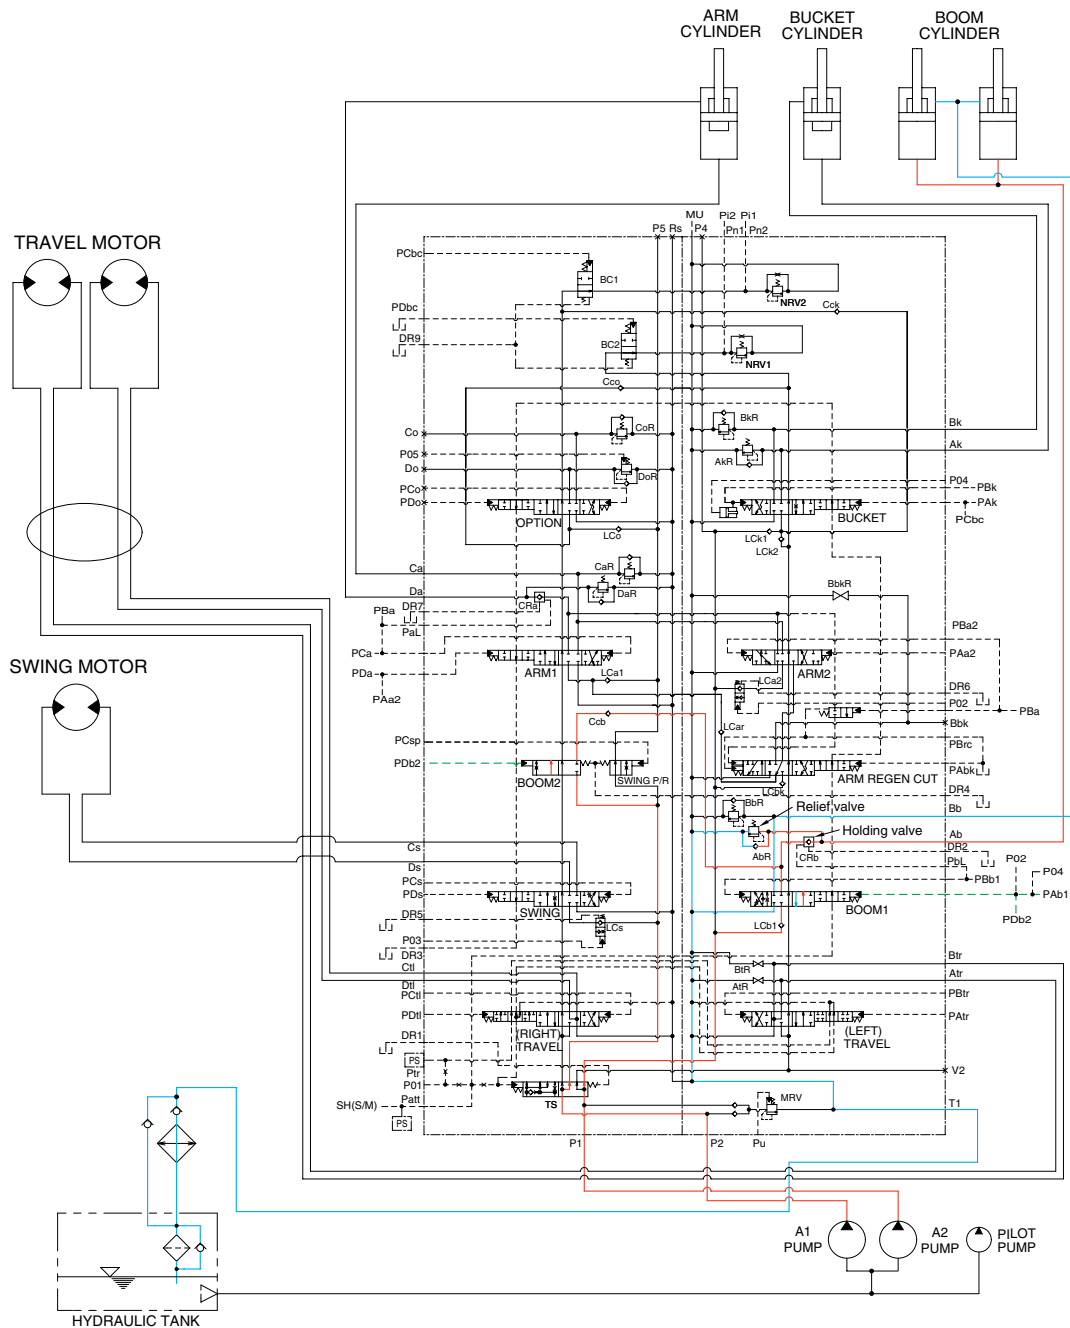 ARM CYLINDER
BUCKET CYLINDER
BOOM CYLINDER
TRAVEL MOTOR
SWING MOTOR
MU
Pi2
Pi1
P5
Rs
P4
Pn1
Pn2
PCbc
BC1
NRV2
Cck
PDbc
DR9
BC2
NRV1
Cco
Co
CoR
BkR
Bk
P05
Do
DoR
AkR
Ak
PCo
PDo
OPTION
P04
PBk
PAk
PCbc
BUCKET
LCo
LCk1
LCk2
Ca
CaR
Da
DaR
CRa
BbkR
PBa
DR7
PaL
PCa
PDa
PAa2
ARM1
LCa1
PBa2
PAa2
ARM2
LCa2
DR6
P02
PBa
Ccb
LCar
Bbk
PCsp
PDb2
BOOM2
SWING P/R
PBrc
PAbk
ARM REGEN CUT
LCbk
DR4
BbR
Relief valve
Bb
AbR
Holding valve
Ab
CRb
DR2
PbL
P02
P04
PBb1
PAb1
PDb2
BOOM1
LCb1
Cs
Ds
PCs
PDs
SWING
DR5
LCs
P03
DR3
Ctl
Dtl
PCtl
PDtl
(RIGHT) TRAVEL
BtR
Btr
AtR
Atr
PBtr
PAtr
(LEFT) TRAVEL
DR1
PS
Ptr
P01
Patt
SH(S/M)
PS
TS
V2
MRV
T1
P1
P2
Pu
A1 PUMP
A2 PUMP
PILOT PUMP
HYDRAULIC TANK